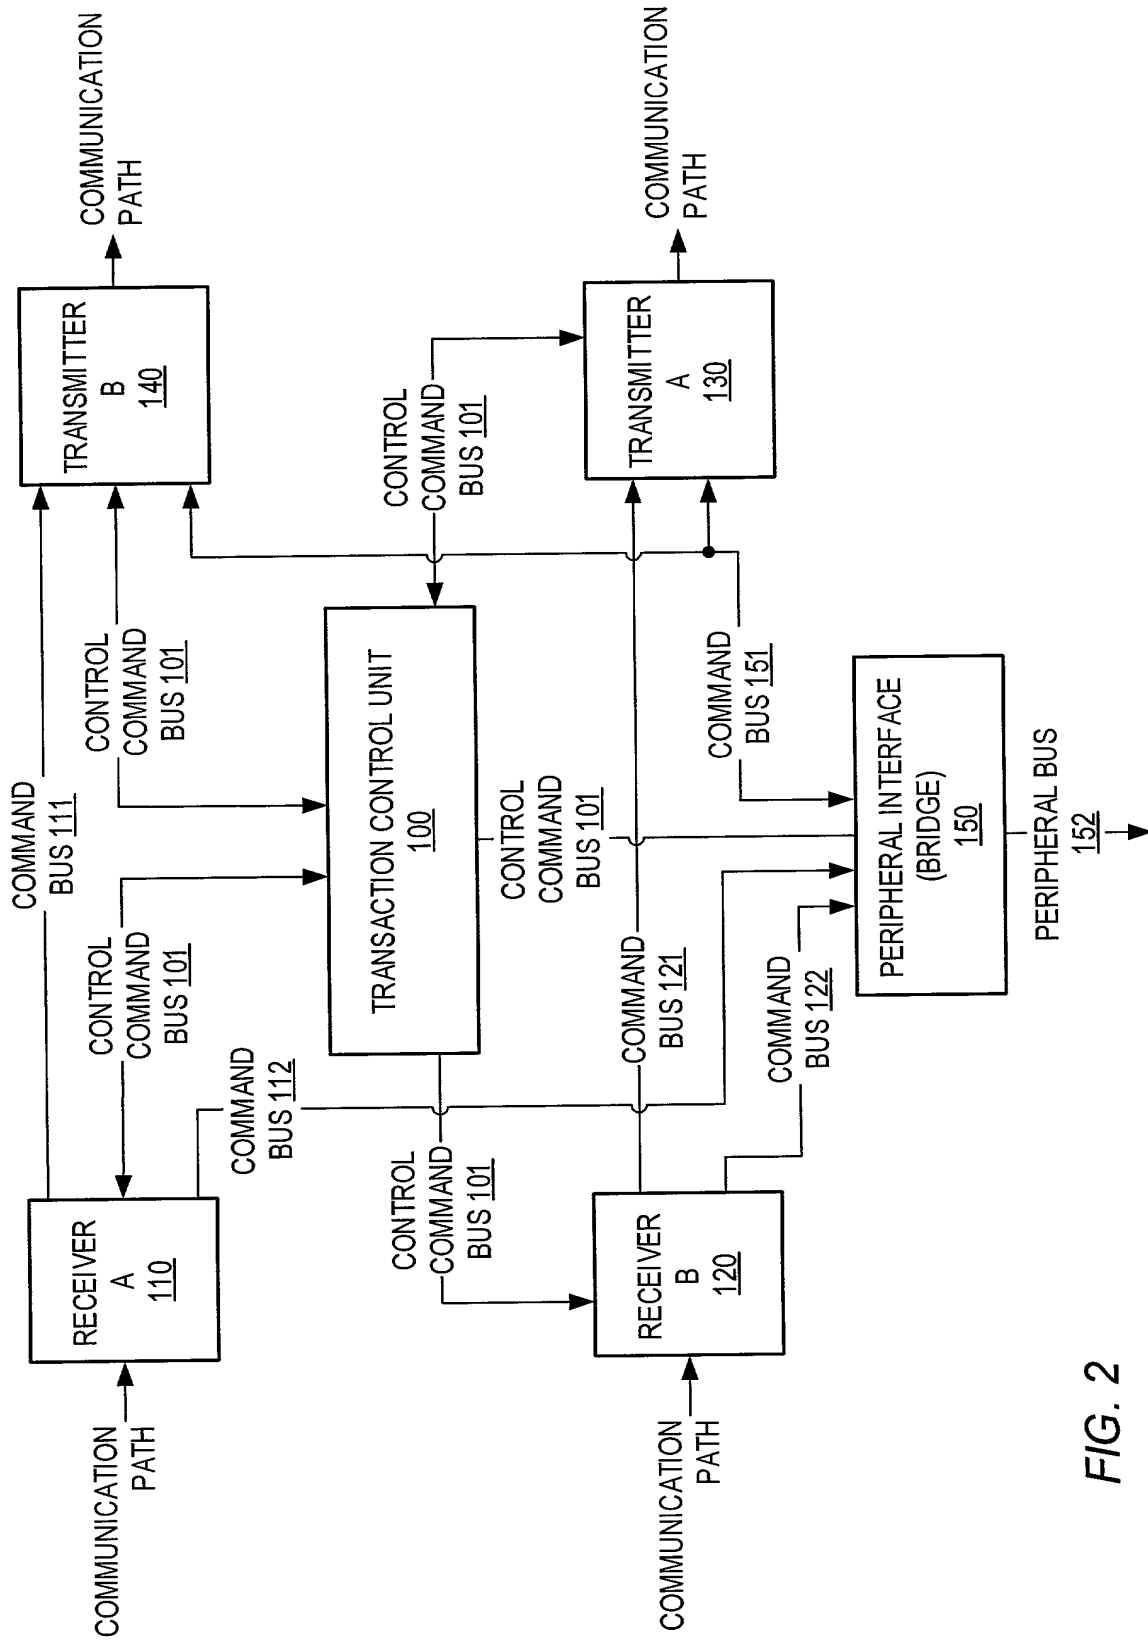 COMMUNICATION
PATH
RECEIVER
A
110
COMMAND
BUS 111
CONTROL
COMMAND
BUS 101
CONTROL
COMMAND
BUS 101
TRANSMITTER
B
140
COMMUNICATION
PATH
COMMAND
BUS 112
TRANSACTION CONTROL UNIT
100
CONTROL
COMMAND
BUS 101
CONTROL
COMMAND
BUS 101
CONTROL
COMMAND
BUS 101
COMMUNICATION
PATH
RECEIVER
B
120
COMMAND
BUS 121
TRANSMITTER
A
130
COMMUNICATION
PATH
COMMAND
BUS 122
COMMAND
BUS 151
PERIPHERAL INTERFACE
(BRIDGE)
150
PERIPHERAL BUS
152
FIG. 2